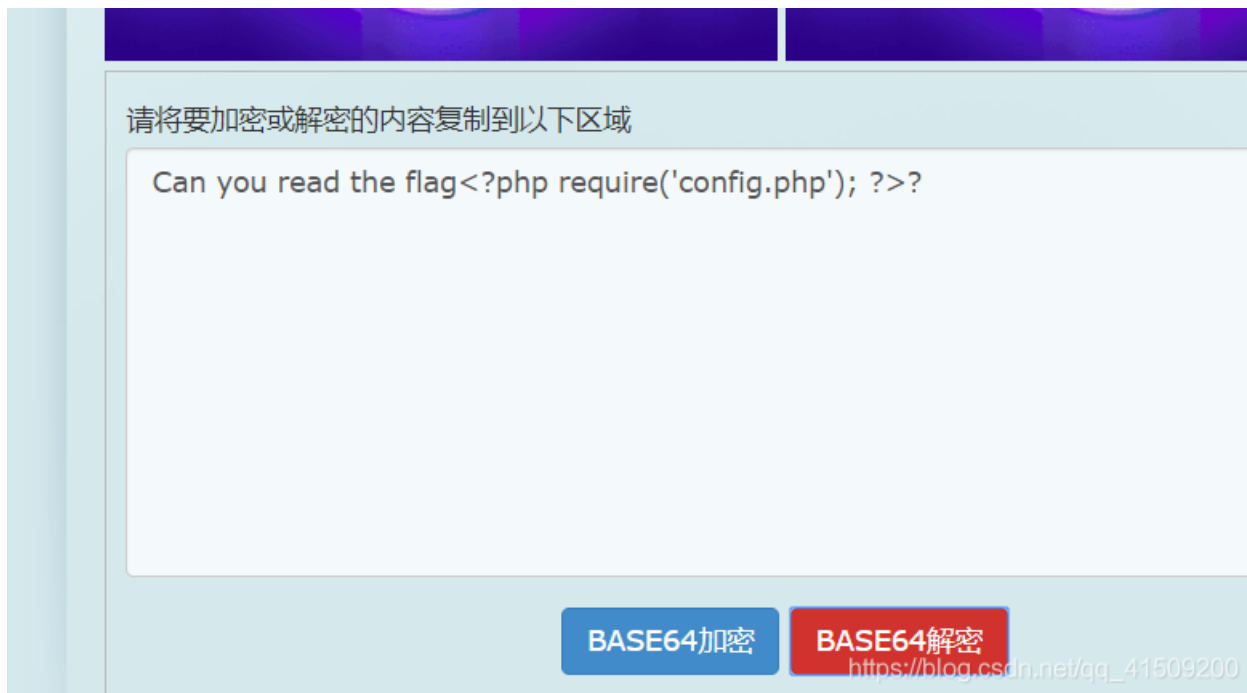 请将要加密或解密的内容复制到以下区域
Can you read the flag<?php require('config.php'); ?>?
BASE64加密 BASE64解密
https://blog.csdn.net/qq_41509200